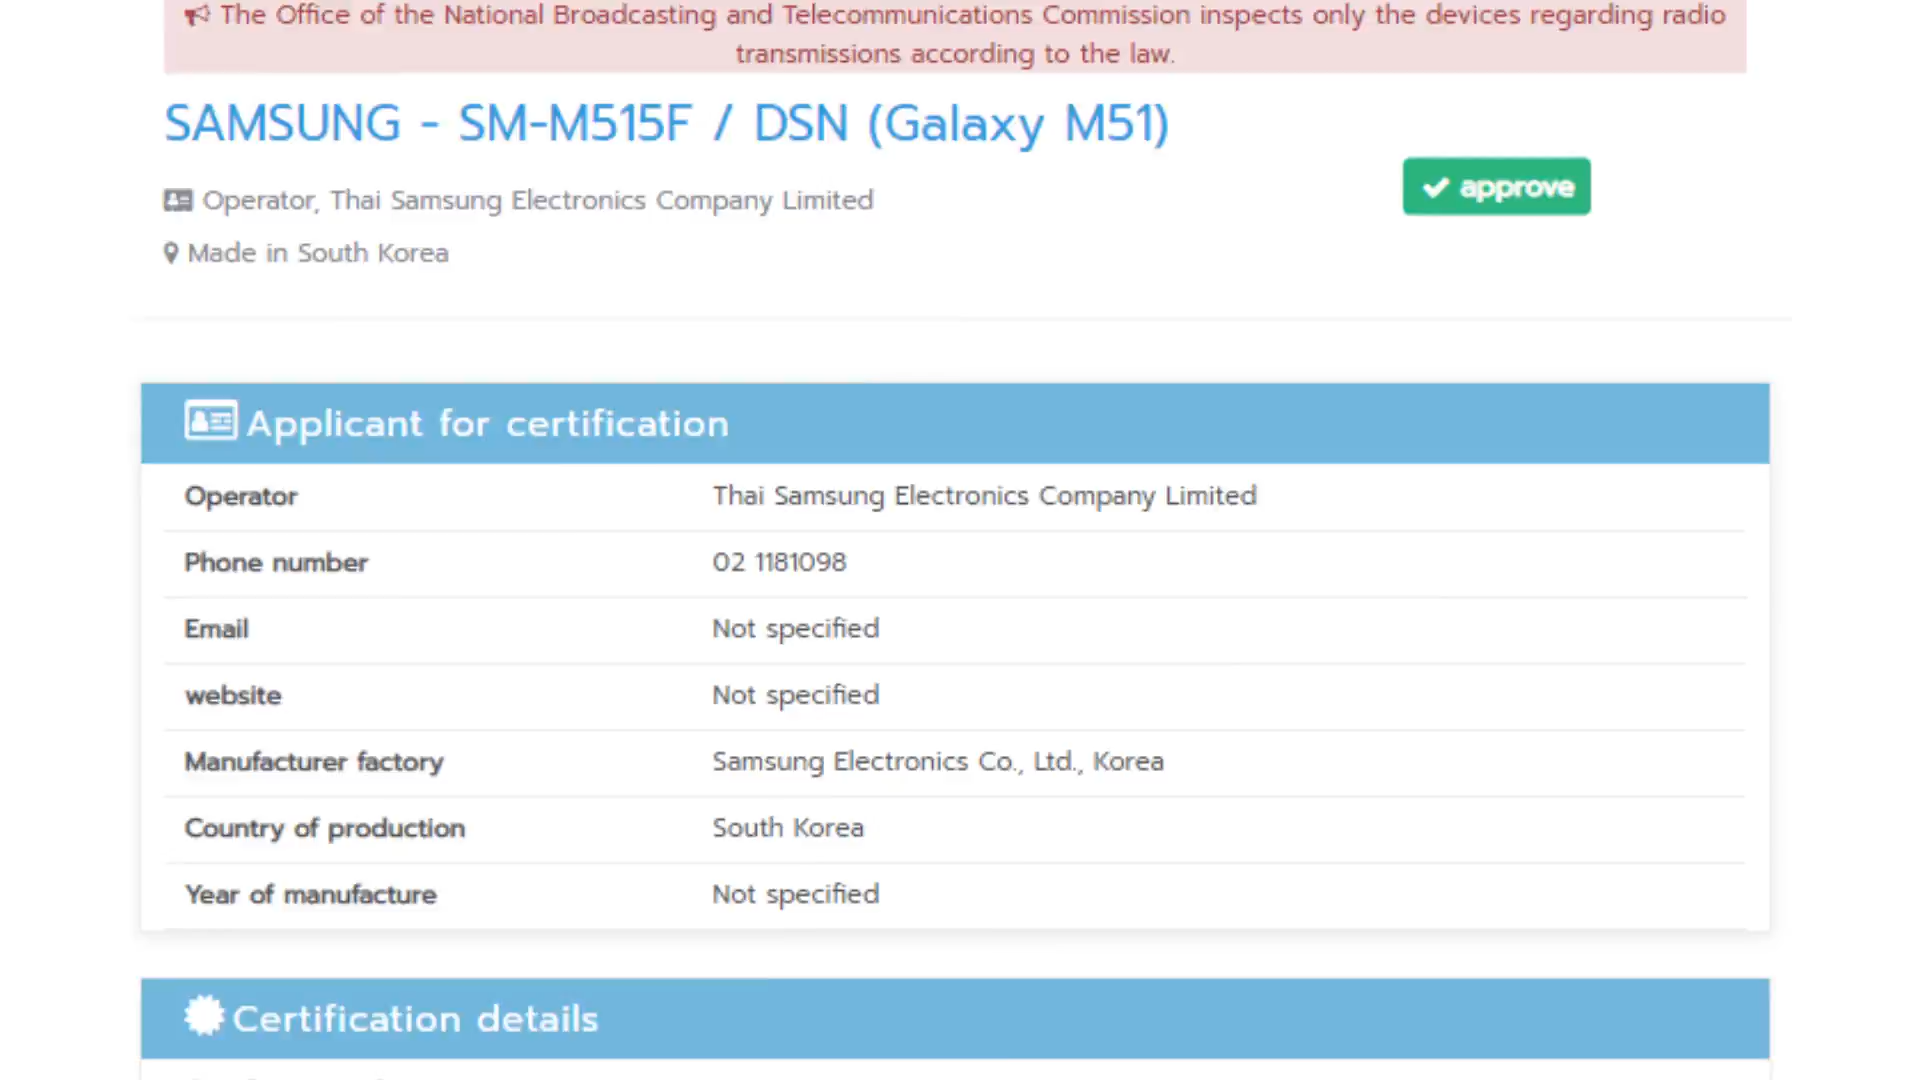 The Office of the National Broadcasting and Telecommunications Commission inspects only the devices regarding radio
transmissions according to the law.
SAMSUNG - SM-M515F / DSN (Galaxy M51)
Operator, Thai Samsung Electronics Company Limited
approve
Made in South Korea
Applicant for certification
Operator Thai Samsung Electronics Company Limited
Phone number 02 1181098
Email Not specified
website Not specified
Manufacturer factory Samsung Electronics Co., Ltd., Korea
Country of production South Korea
Year of manufacture Not specified
Certification details